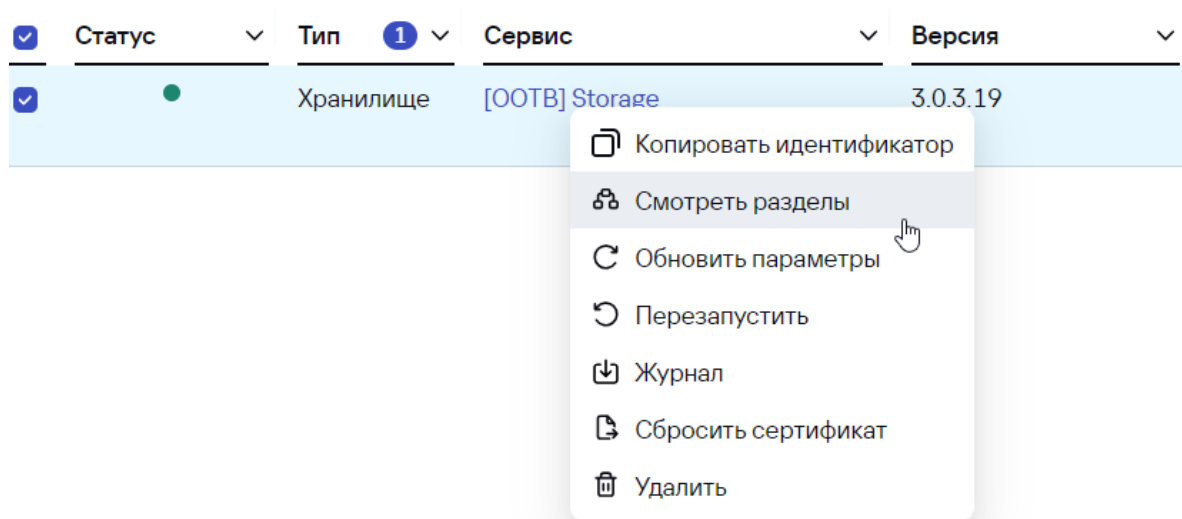 Статус Тип 1 Сервис Версия
Хранилище [OOTB] Storage 3.0.3.19
Копировать идентификатор
Смотреть разделы
Обновить параметры
Перезапустить
Журнал
Сбросить сертификат
Удалить